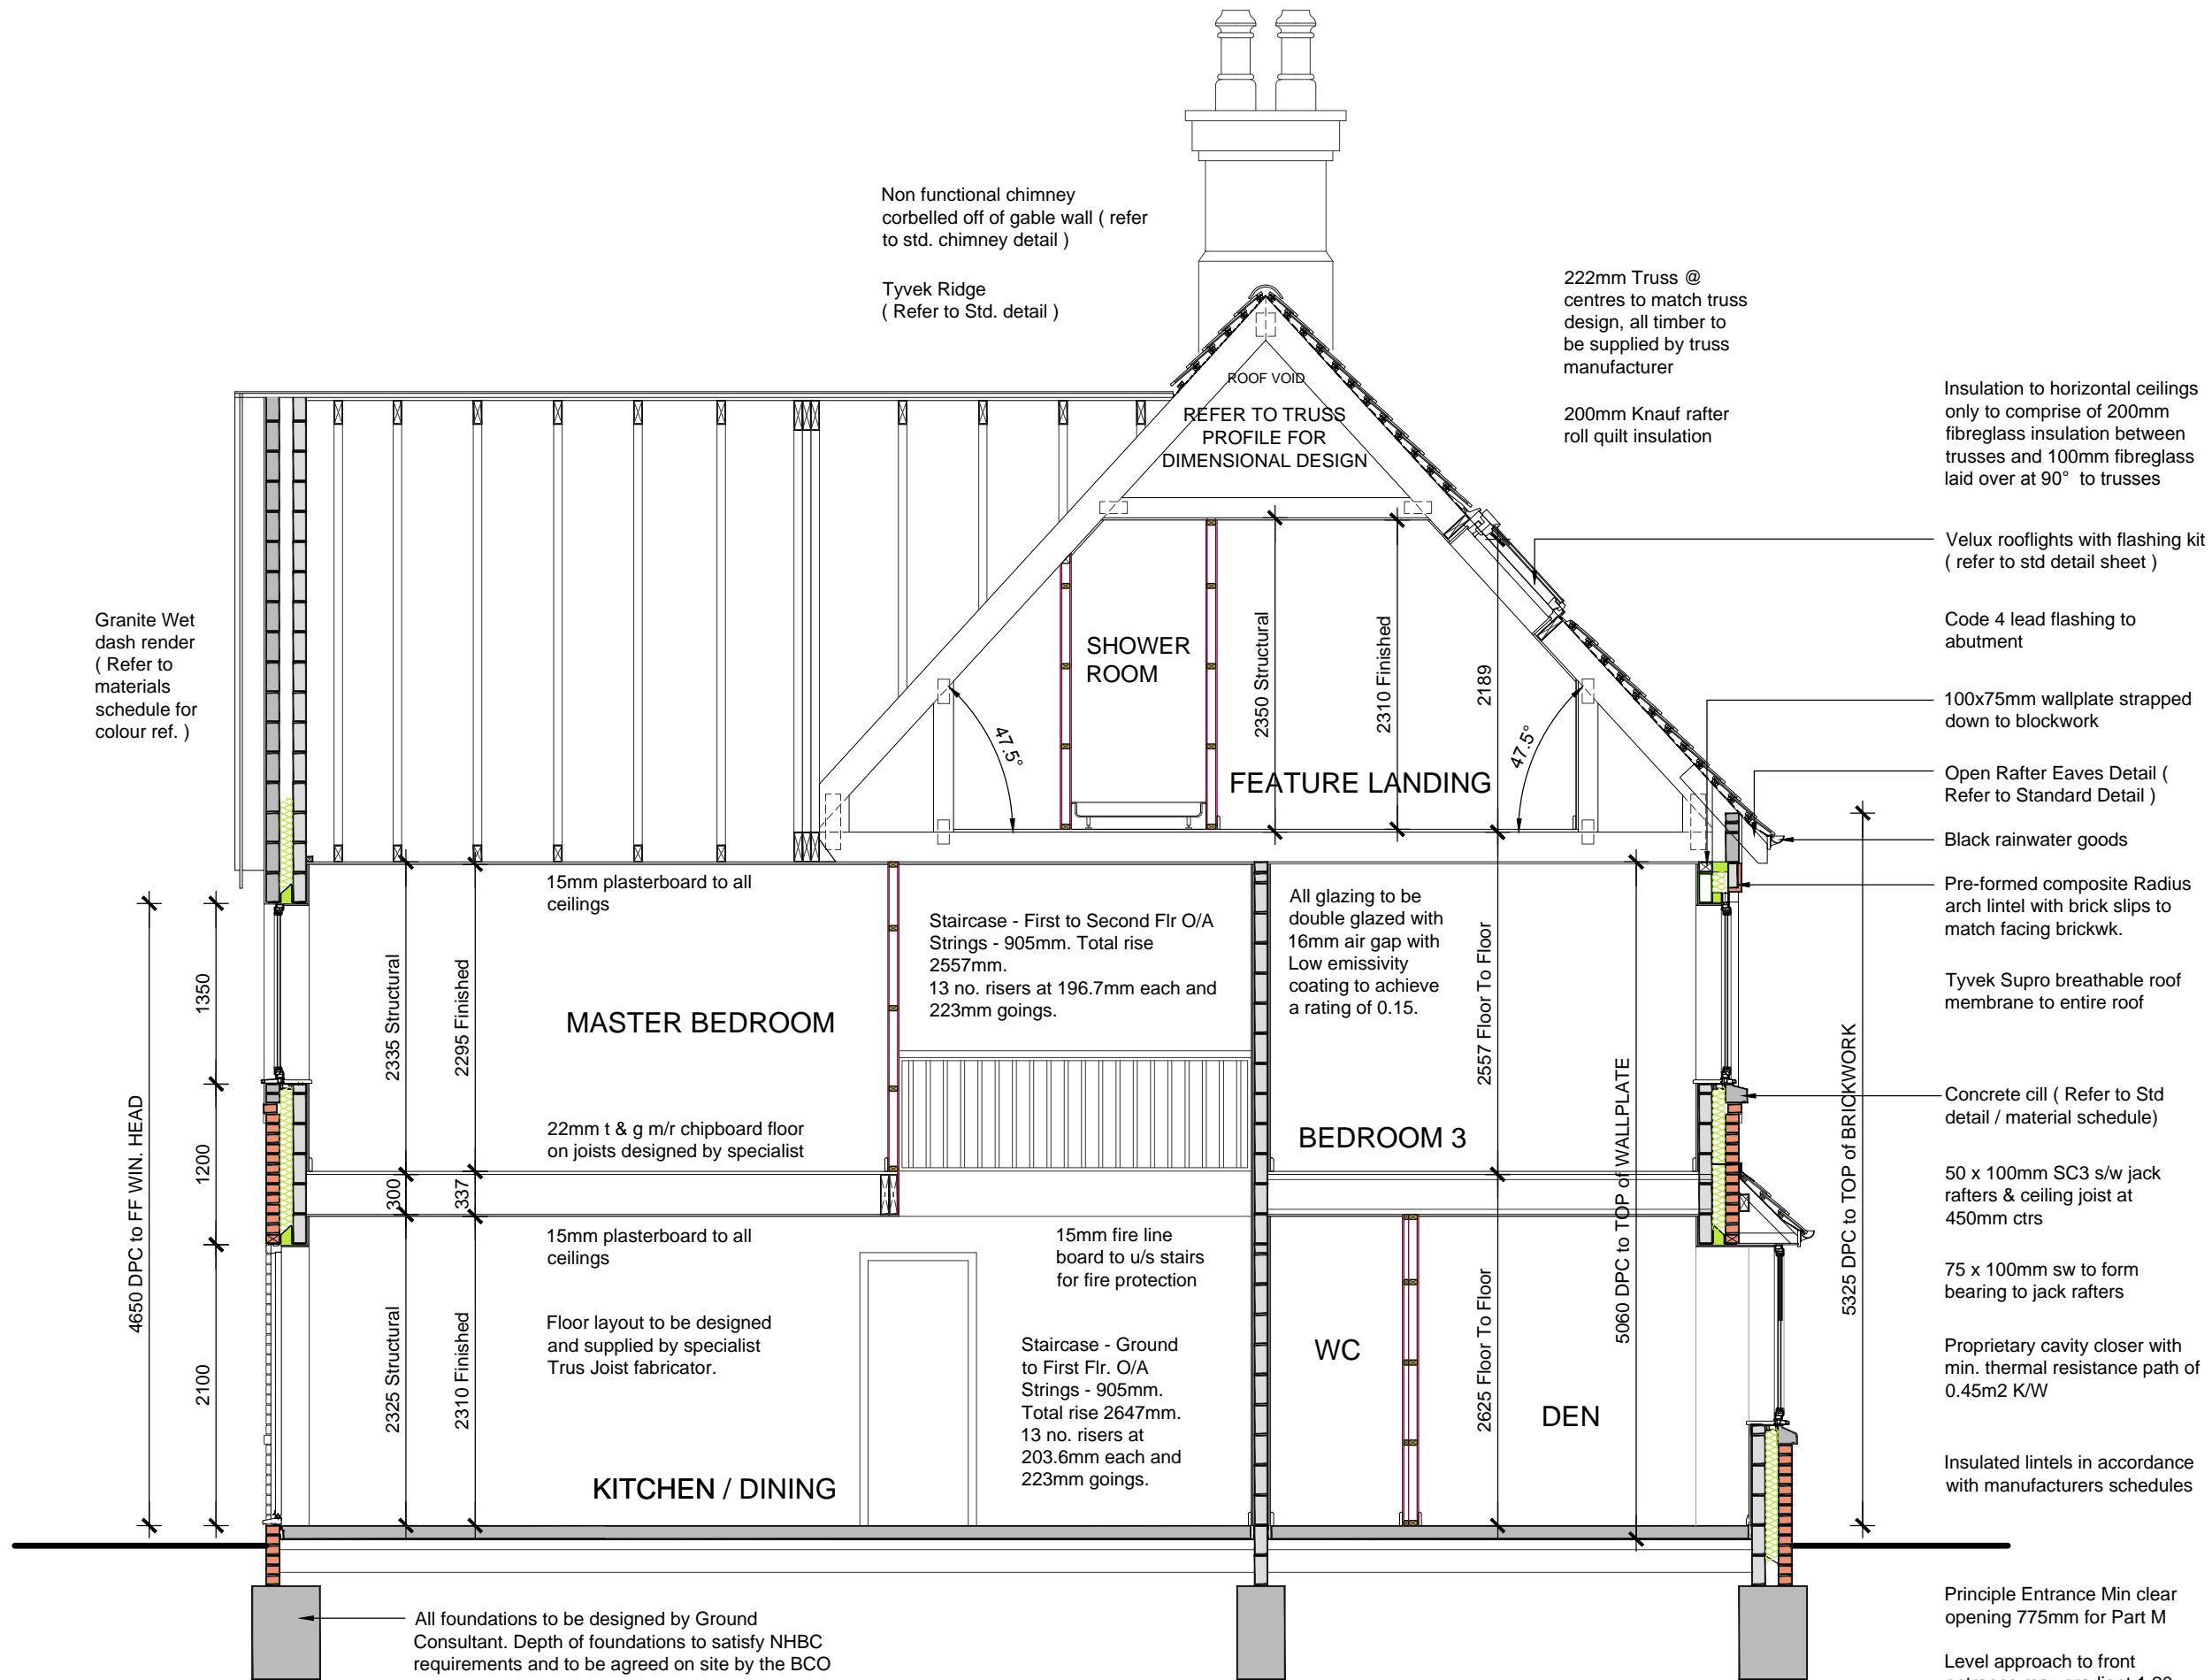 Non functional chimney
corbelled off of gable wall ( refer
to std. chimney detail )
Tyvek Ridge
( Refer to Std. detail )
222mm Truss @
centres to match truss
design, all timber to
be supplied by truss
manufacturer
200mm Knauf rafter
roll quilt insulation
ROOF VOID
REFER TO TRUSS
PROFILE FOR
DIMENSIONAL DESIGN
Insulation to horizontal ceilings
only to comprise of 200mm
fibreglass insulation between
trusses and 100mm fibreglass
laid over at 90° to trusses
Velux rooflights with flashing kit
( refer to std detail sheet )
Code 4 lead flashing to
abutment
100x75mm wallplate strapped
down to blockwork
Open Rafter Eaves Detail (
Refer to Standard Detail )
Black rainwater goods
Pre-formed composite Radius
arch lintel with brick slips to
match facing brickwk.
Tyvek Supro breathable roof
membrane to entire roof
Concrete cill ( Refer to Std
detail / material schedule)
50 x 100mm SC3 s/w jack
rafters & ceiling joist at
450mm ctrs
75 x 100mm sw to form
bearing to jack rafters
Proprietary cavity closer with
min. thermal resistance path of
0.45m2 K/W
Insulated lintels in accordance
with manufacturers schedules
Principle Entrance Min clear
opening 775mm for Part M
Level approach to front
Granite Wet
dash render
( Refer to
materials
schedule for
colour ref. )
SHOWER
ROOM
2350 Structural
2310 Finished
2189
47.5°
47.5°
FEATURE LANDING
15mm plasterboard to all
ceilings
Staircase - First to Second Flr O/A
Strings - 905mm. Total rise
2557mm.
13 no. risers at 196.7mm each and
223mm goings.
All glazing to be
double glazed with
16mm air gap with
Low emissivity
coating to achieve
a rating of 0.15.
4650 DPC to FF WIN. HEAD
1350
1200
2100
2335 Structural
2295 Finished
MASTER BEDROOM
2557 Floor To Floor
5060 DPC to TOP of WALLPLATE
5325 DPC to TOP of BRICKWORK
22mm t & g m/r chipboard floor
on joists designed by specialist
BEDROOM 3
300
337
15mm plasterboard to all
ceilings
15mm fire line
board to u/s stairs
for fire protection
2325 Structural
2310 Finished
Floor layout to be designed
and supplied by specialist
Trus Joist fabricator.
Staircase - Ground
to First Flr. O/A
Strings - 905mm.
Total rise 2647mm.
13 no. risers at
203.6mm each and
223mm goings.
WC
2625 Floor To Floor
DEN
KITCHEN / DINING
All foundations to be designed by Ground
Consultant. Depth of foundations to satisfy NHBC
requirements and to be agreed on site by the BCO